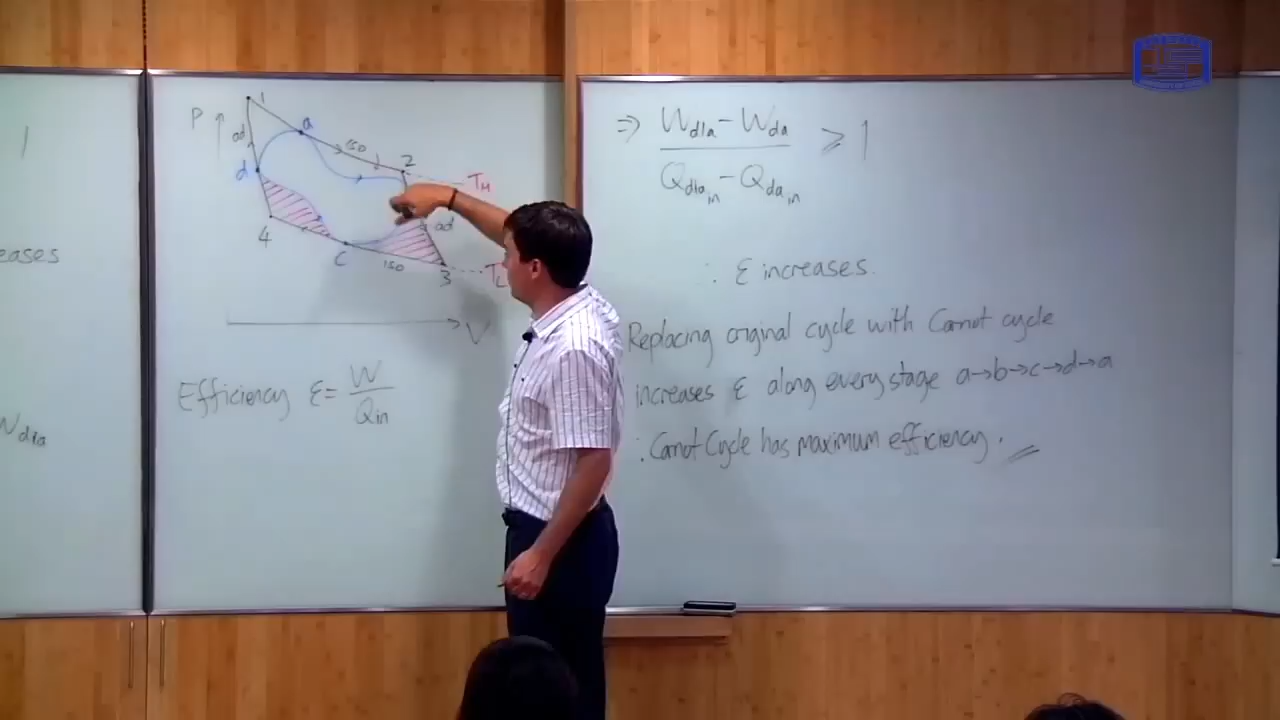 1
eases
Wd1a
P
1
ad
a
iso
2
TH
d
ad
4
c
iso
3
TL
V
Efficiency ε = W
Qin
⇒ Wd1a - Wda
Qd1a in - Qda in
≥ 1
∴ ε increases.
Replacing original cycle with Carnot cycle
increases ε along every stage a→b→c→d→a
∴ Carnot Cycle has maximum efficiency.